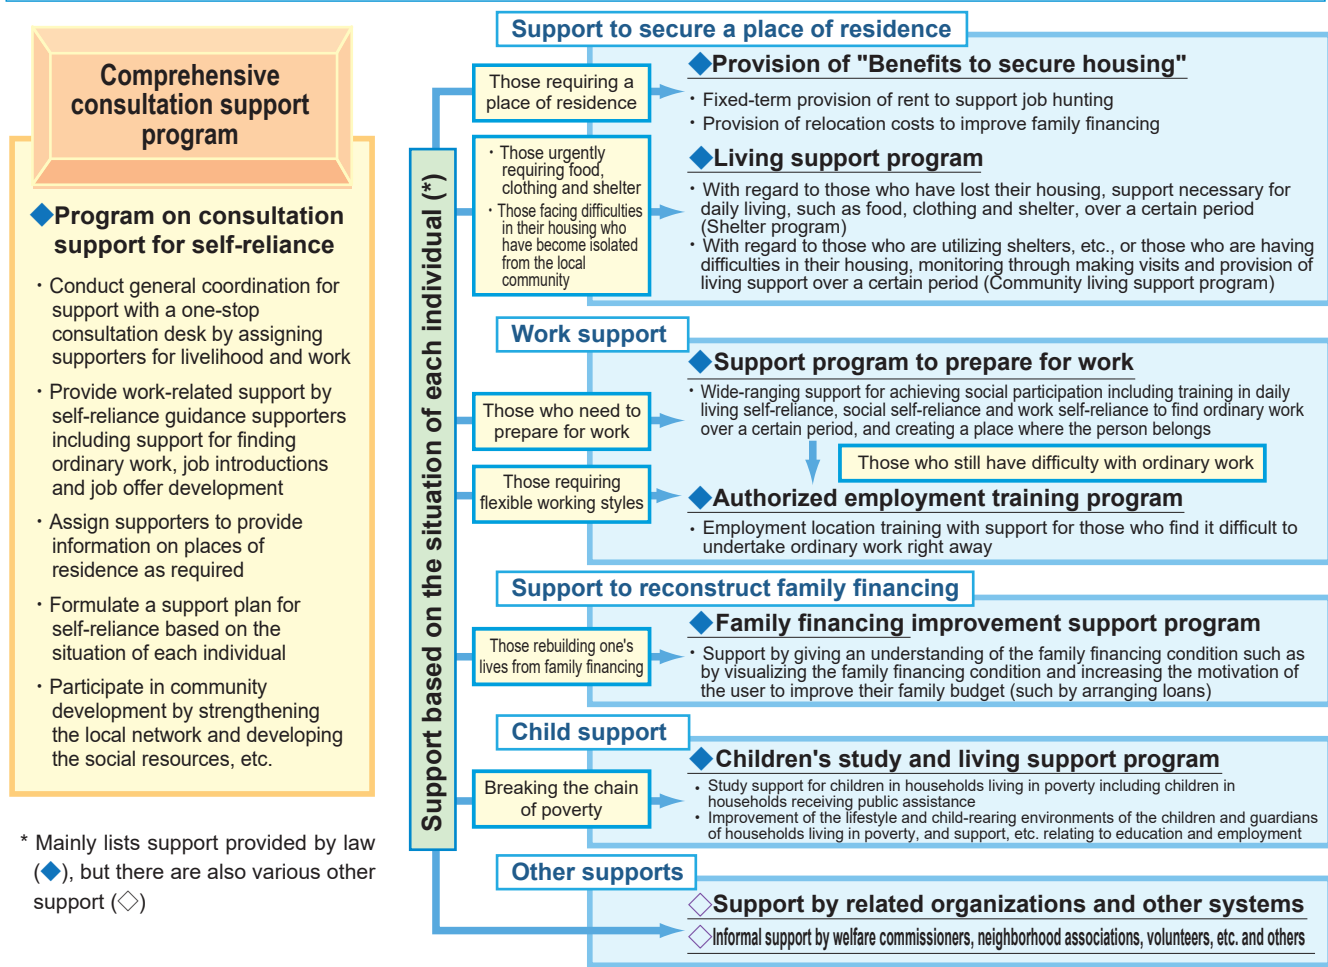 Comprehensive
consultation support
program
◆Program on consultation
support for self-reliance
・Conduct general coordination for
support with a one-stop
consultation desk by assigning
supporters for livelihood and work
・Provide work-related support by
self-reliance guidance supporters
including support for finding
ordinary work, job introductions
and job offer development
・Assign supporters to provide
information on places of
residence as required
・Formulate a support plan for
self-reliance based on the
situation of each individual
・Participate in community
development by strengthening
the local network and developing
the social resources, etc.
* Mainly lists support provided by law
(◆), but there are also various other
support (◇)
Support based on the situation of each individual (*)
Support to secure a place of residence
Those requiring a
place of residence
◆Provision of "Benefits to secure housing"
・Fixed-term provision of rent to support job hunting
・Provision of relocation costs to improve family financing
・Those urgently
requiring food,
clothing and shelter
・Those facing difficulties
in their housing who
have become isolated
from the local
community
◆Living support program
・With regard to those who have lost their housing, support necessary for
daily living, such as food, clothing and shelter, over a certain period
(Shelter program)
・With regard to those who are utilizing shelters, etc., or those who are having
difficulties in their housing, monitoring through making visits and provision of
living support over a certain period (Community living support program)
Work support
Those who need to
prepare for work
◆Support program to prepare for work
・Wide-ranging support for achieving social participation including training in daily
living self-reliance, social self-reliance and work self-reliance to find ordinary work
over a certain period, and creating a place where the person belongs
Those who still have difficulty with ordinary work
Those requiring
flexible working styles
◆Authorized employment training program
・Employment location training with support for those who find it difficult to
undertake ordinary work right away
Support to reconstruct family financing
Those rebuilding one's
lives from family financing
◆Family financing improvement support program
・Support by giving an understanding of the family financing condition such as
by visualizing the family financing condition and increasing the motivation of
the user to improve their family budget (such by arranging loans)
Child support
Breaking the chain
of poverty
◆Children's study and living support program
・Study support for children in households living in poverty including children in
households receiving public assistance
・Improvement of the lifestyle and child-rearing environments of the children and guardians
of households living in poverty, and support, etc. relating to education and employment
Other supports
◇Support by related organizations and other systems
◇Informal support by welfare commissioners, neighborhood associations, volunteers, etc. and others